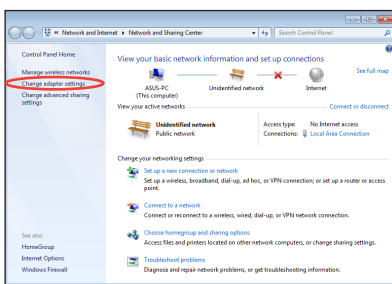 « Network and Internet ▸ Network and Sharing Center
Search Control Panel
Control Panel Home
Manage wireless networks
Change adapter settings
Change advanced sharing
settings
See also
HomeGroup
Internet Options
Windows Firewall
View your basic network information and set up connections
See full map
ASUS-PC
(This computer)
Unidentified network
Internet
View your active networks
Connect or disconnect
Unidentified network
Public network
Access type: No Internet access
Connections: Local Area Connection
Change your networking settings
Set up a new connection or network
Set up a wireless, broadband, dial-up, ad hoc, or VPN connection; or set up a router or access
point.
Connect to a network
Connect or reconnect to a wireless, wired, dial-up, or VPN network connection.
Choose homegroup and sharing options
Access files and printers located on other network computers, or change sharing settings.
Troubleshoot problems
Diagnose and repair network problems, or get troubleshooting information.